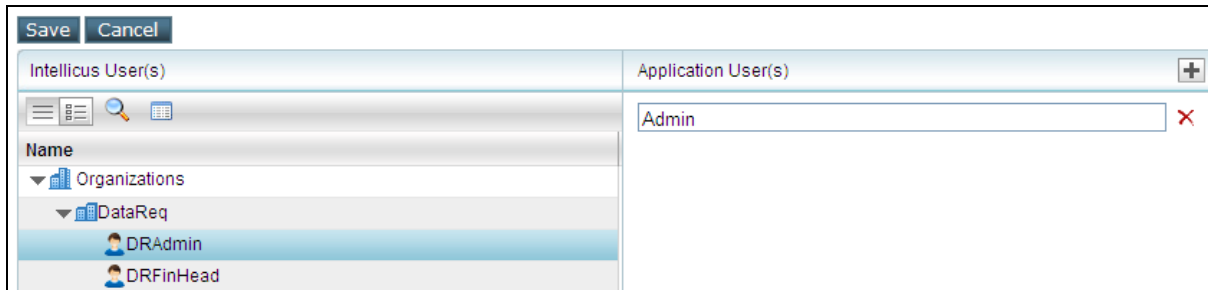 Save Cancel
Intellicus User(s) Application User(s)
Admin
Name
Organizations
DataReq
DRAdmin
DRFinHead